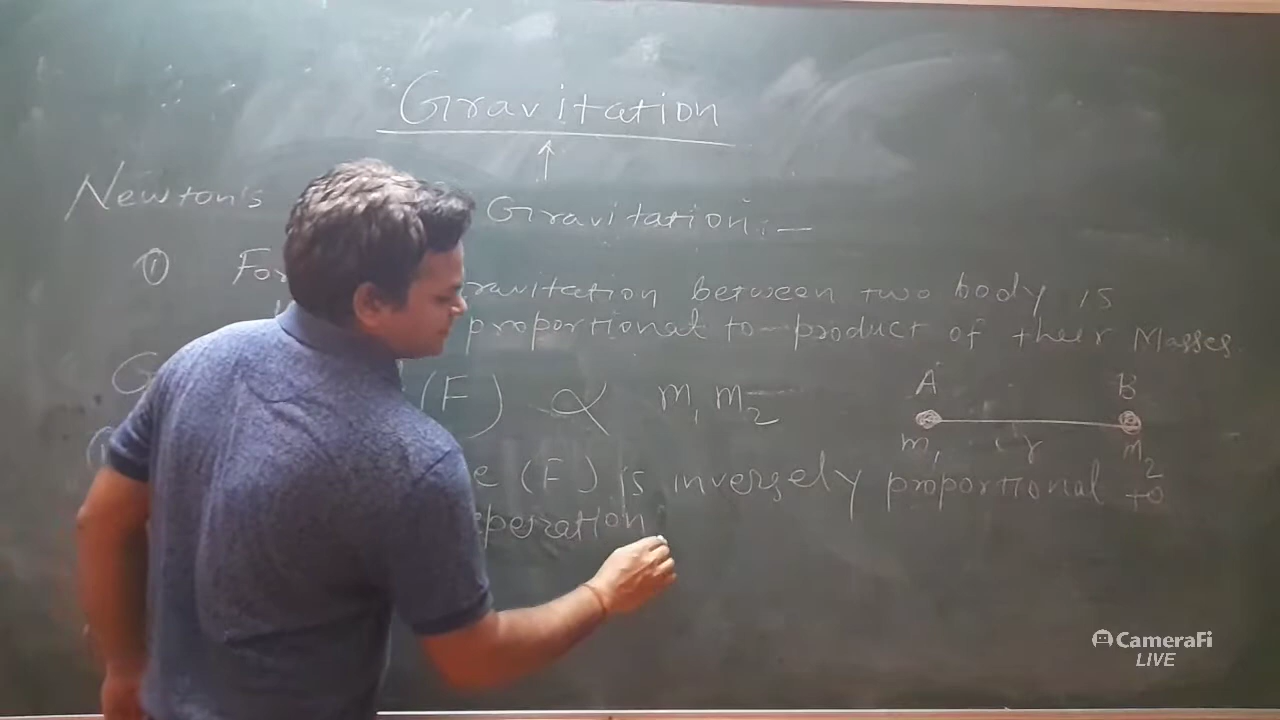 Gravitation
Newton's Gravitation:-
① For ravitation between two body is
proportional to product of their Masses
G (F) ∝ m₁ m₂
A B
m₁ r m₂
e (F) is inversely proportional to
seperation
CameraFi
LIVE